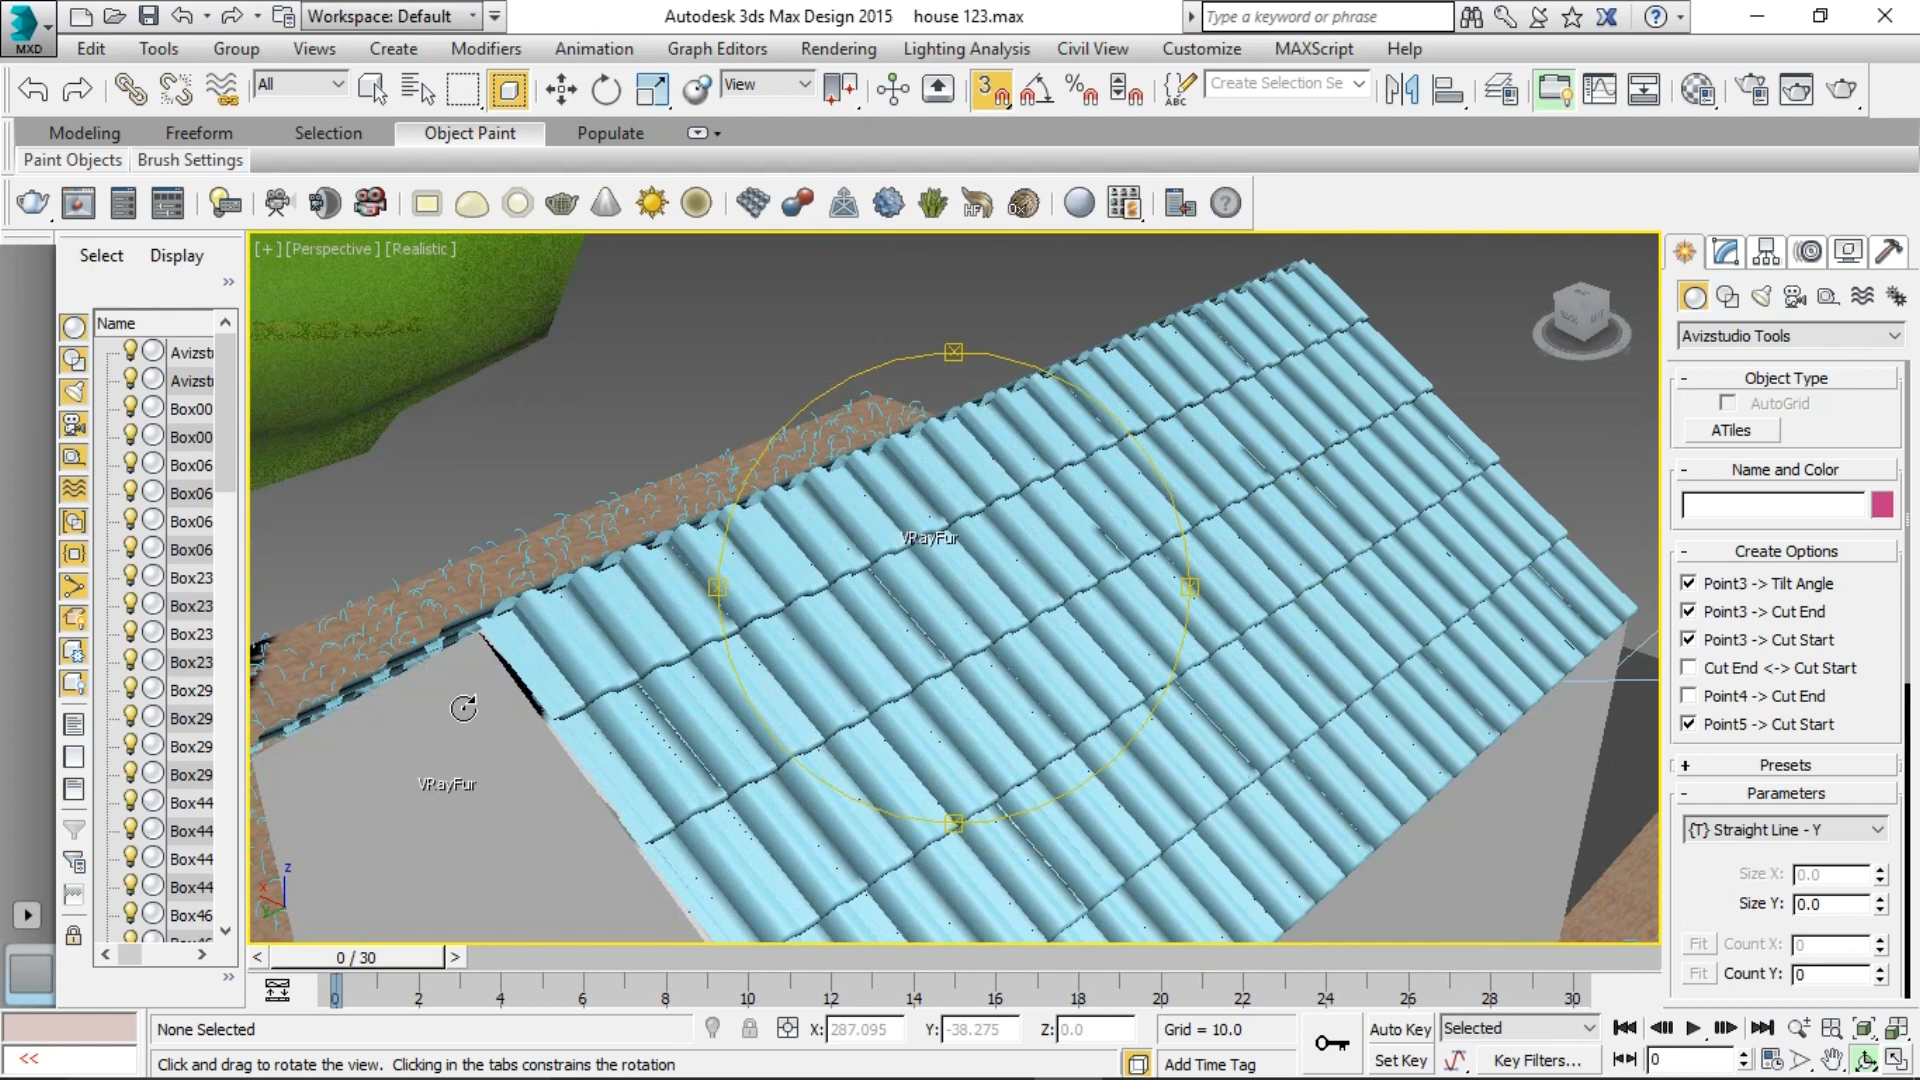 Workspace: Default
Autodesk 3ds Max Design 2015 house 123.max
Type a keyword or phrase
MXD
Edit Tools Group Views Create Modifiers Animation Graph Editors Rendering Lighting Analysis Civil View Customize MAXScript Help
All
View
3
%
ABC
Create Selection Se
Modeling Freeform Selection Object Paint Populate
Paint Objects Brush Settings
HF
Select Display
[+] [Perspective] [Realistic]
Name
Avizst
Avizst
Box00
Box00
Box06
Box06
Box06
Box06
Box23
Box23
Box23
Box23
Box29
Box29
Box29
Box29
Box44
Box44
Box44
Box44
Box46
VRayFur
VRayFur
z
x
y
Avizstudio Tools
- Object Type
AutoGrid
ATiles
- Name and Color
- Create Options
Point3 -> Tilt Angle
Point3 -> Cut End
Point3 -> Cut Start
Cut End <-> Cut Start
Point4 -> Cut End
Point5 -> Cut Start
+ Presets
- Parameters
{T} Straight Line - Y
Size X: 0.0
Size Y: 0.0
Fit Count X: 0
Fit Count Y: 0
< 0 / 30 >
0 2 4 6 8 10 12 14 16 18 20 22 24 26 28 30
None Selected X: 287.095 Y: -38.275 Z: 0.0 Grid = 10.0 Auto Key Selected
<< Click and drag to rotate the view. Clicking in the tabs constrains the rotation Add Time Tag Set Key Key Filters... 0